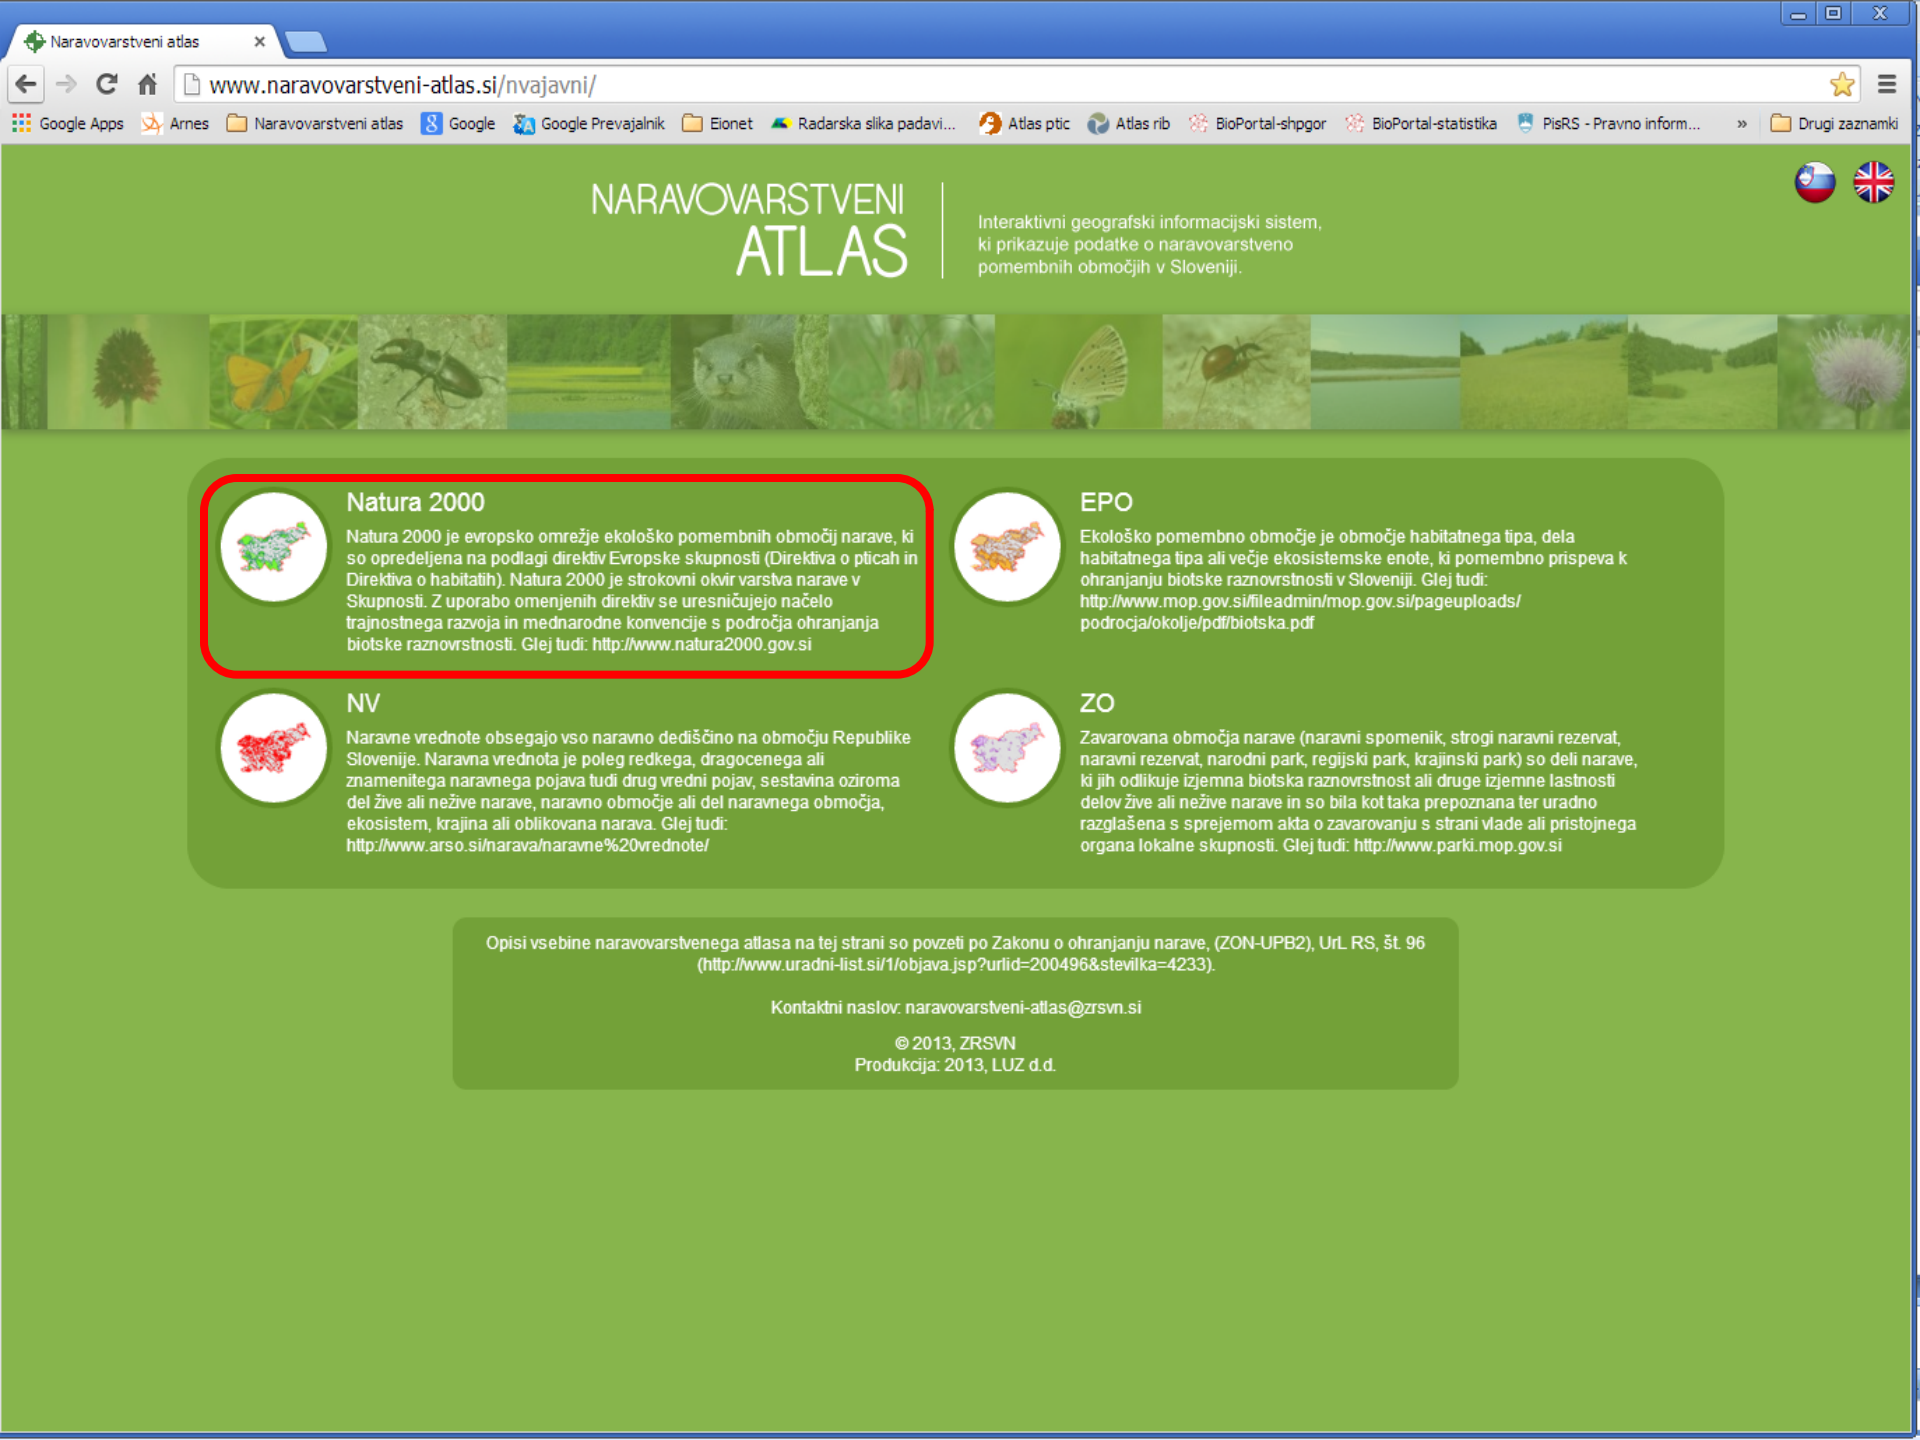 Naravovarstveni atlas
www.naravovarstveni-atlas.si/nvajavni/
Google Apps Arnes Naravovarstveni atlas Google Google Prevajalnik Eionet Radarska slika padavi... Atlas ptic Atlas rib BioPortal-shpgor BioPortal-statistika PisRS - Pravno inform... » Drugi zaznamki
NARAVOVARSTVENI
ATLAS
Interaktivni geografski informacijski sistem,
ki prikazuje podatke o naravovarstveno
pomembnih območjih v Sloveniji.
Natura 2000
Natura 2000 je evropsko omrežje ekološko pomembnih območij narave, ki
so opredeljena na podlagi direktiv Evropske skupnosti (Direktiva o pticah in
Direktiva o habitatih). Natura 2000 je strokovni okvir varstva narave v
Skupnosti. Z uporabo omenjenih direktiv se uresničujejo načelo
trajnostnega razvoja in mednarodne konvencije s področja ohranjanja
biotske raznovrstnosti. Glej tudi: http://www.natura2000.gov.si
EPO
Ekološko pomembno območje je območje habitatnega tipa, dela
habitatnega tipa ali večje ekosistemske enote, ki pomembno prispeva k
ohranjanju biotske raznovrstnosti v Sloveniji. Glej tudi:
http://www.mop.gov.si/fileadmin/mop.gov.si/pageuploads/
podrocja/okolje/pdf/biotska.pdf
NV
Naravne vrednote obsegajo vso naravno dediščino na območju Republike
Slovenije. Naravna vrednota je poleg redkega, dragocenega ali
znamenitega naravnega pojava tudi drug vredni pojav, sestavina oziroma
del žive ali nežive narave, naravno območje ali del naravnega območja,
ekosistem, krajina ali oblikovana narava. Glej tudi:
http://www.arso.si/narava/naravne%20vrednote/
ZO
Zavarovana območja narave (naravni spomenik, strogi naravni rezervat,
naravni rezervat, narodni park, regijski park, krajinski park) so deli narave,
ki jih odlikuje izjemna biotska raznovrstnost ali druge izjemne lastnosti
delov žive ali nežive narave in so bila kot taka prepoznana ter uradno
razglašena s sprejemom akta o zavarovanju s strani vlade ali pristojnega
organa lokalne skupnosti. Glej tudi: http://www.parki.mop.gov.si
Opisi vsebine naravovarstvenega atlasa na tej strani so povzeti po Zakonu o ohranjanju narave, (ZON-UPB2), UrL RS, št. 96
(http://www.uradni-list.si/1/objava.jsp?urlid=200496&stevilka=4233).
Kontaktni naslov: naravovarstveni-atlas@zrsvn.si
© 2013, ZRSVN
Produkcija: 2013, LUZ d.d.